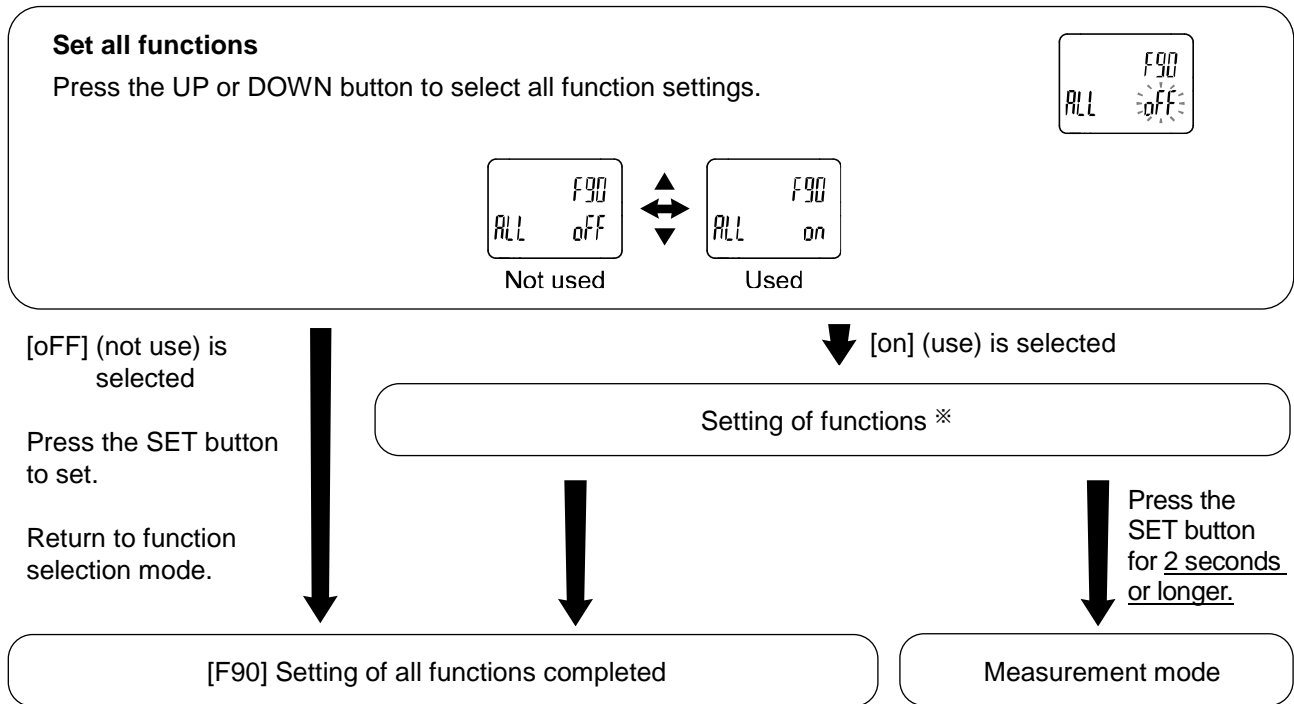 Set all functions
Press the UP or DOWN button to select all function settings.
F90
ALL oFF
F90
ALL oFF
F90
ALL on
Not used
Used
[oFF] (not use) is
selected
Press the SET button
to set.
Return to function
selection mode.
[on] (use) is selected
Setting of functions ※
Press the
SET button
for 2 seconds
or longer.
[F90] Setting of all functions completed
Measurement mode